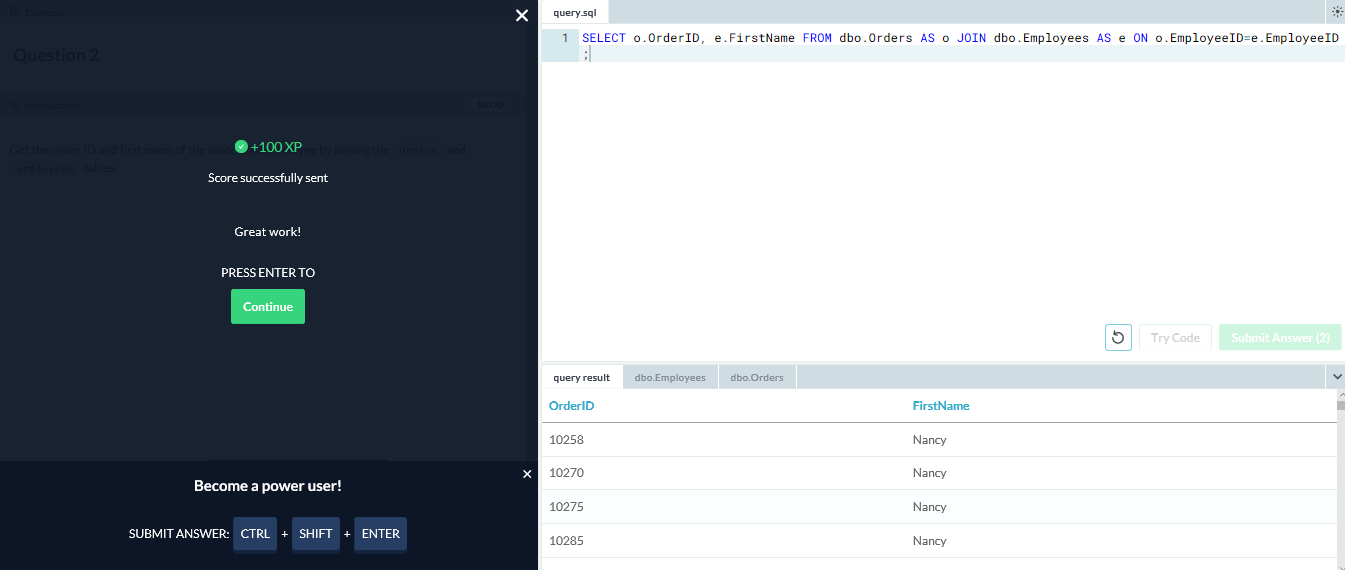 Exercise
Question 2
Instructions
100 XP
Get the order ID and first name of the by joining the Orders and
Employees tables.
+100 XP
Score successfully sent
Great work!
PRESS ENTER TO
Continue
Become a power user!
SUBMIT ANSWER: CTRL + SHIFT + ENTER
query.sql
1 SELECT o.OrderID, e.FirstName FROM dbo.Orders AS o JOIN dbo.Employees AS e ON o.EmployeeID=e.EmployeeID
;
Try Code
Submit Answer (2)
query result dbo.Employees dbo.Orders
OrderID FirstName
10258 Nancy
10270 Nancy
10275 Nancy
10285 Nancy